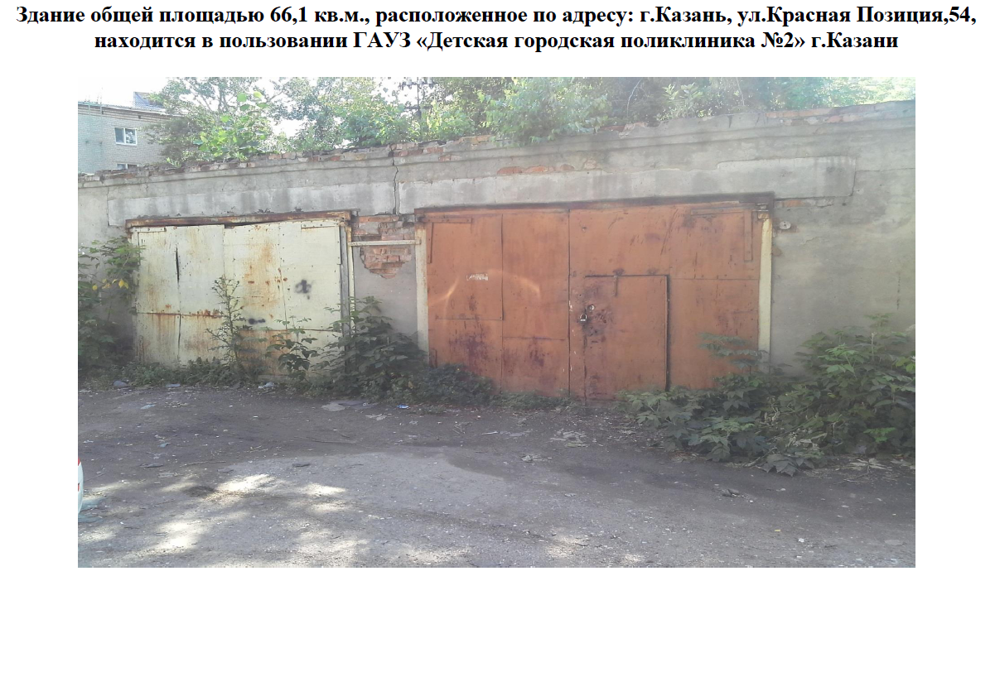 Здание общей площадью 66,1 кв.м., расположенное по адресу: г.Казань, ул.Красная Позиция,54,
находится в пользовании ГАУЗ «Детская городская поликлиника №2» г.Казани